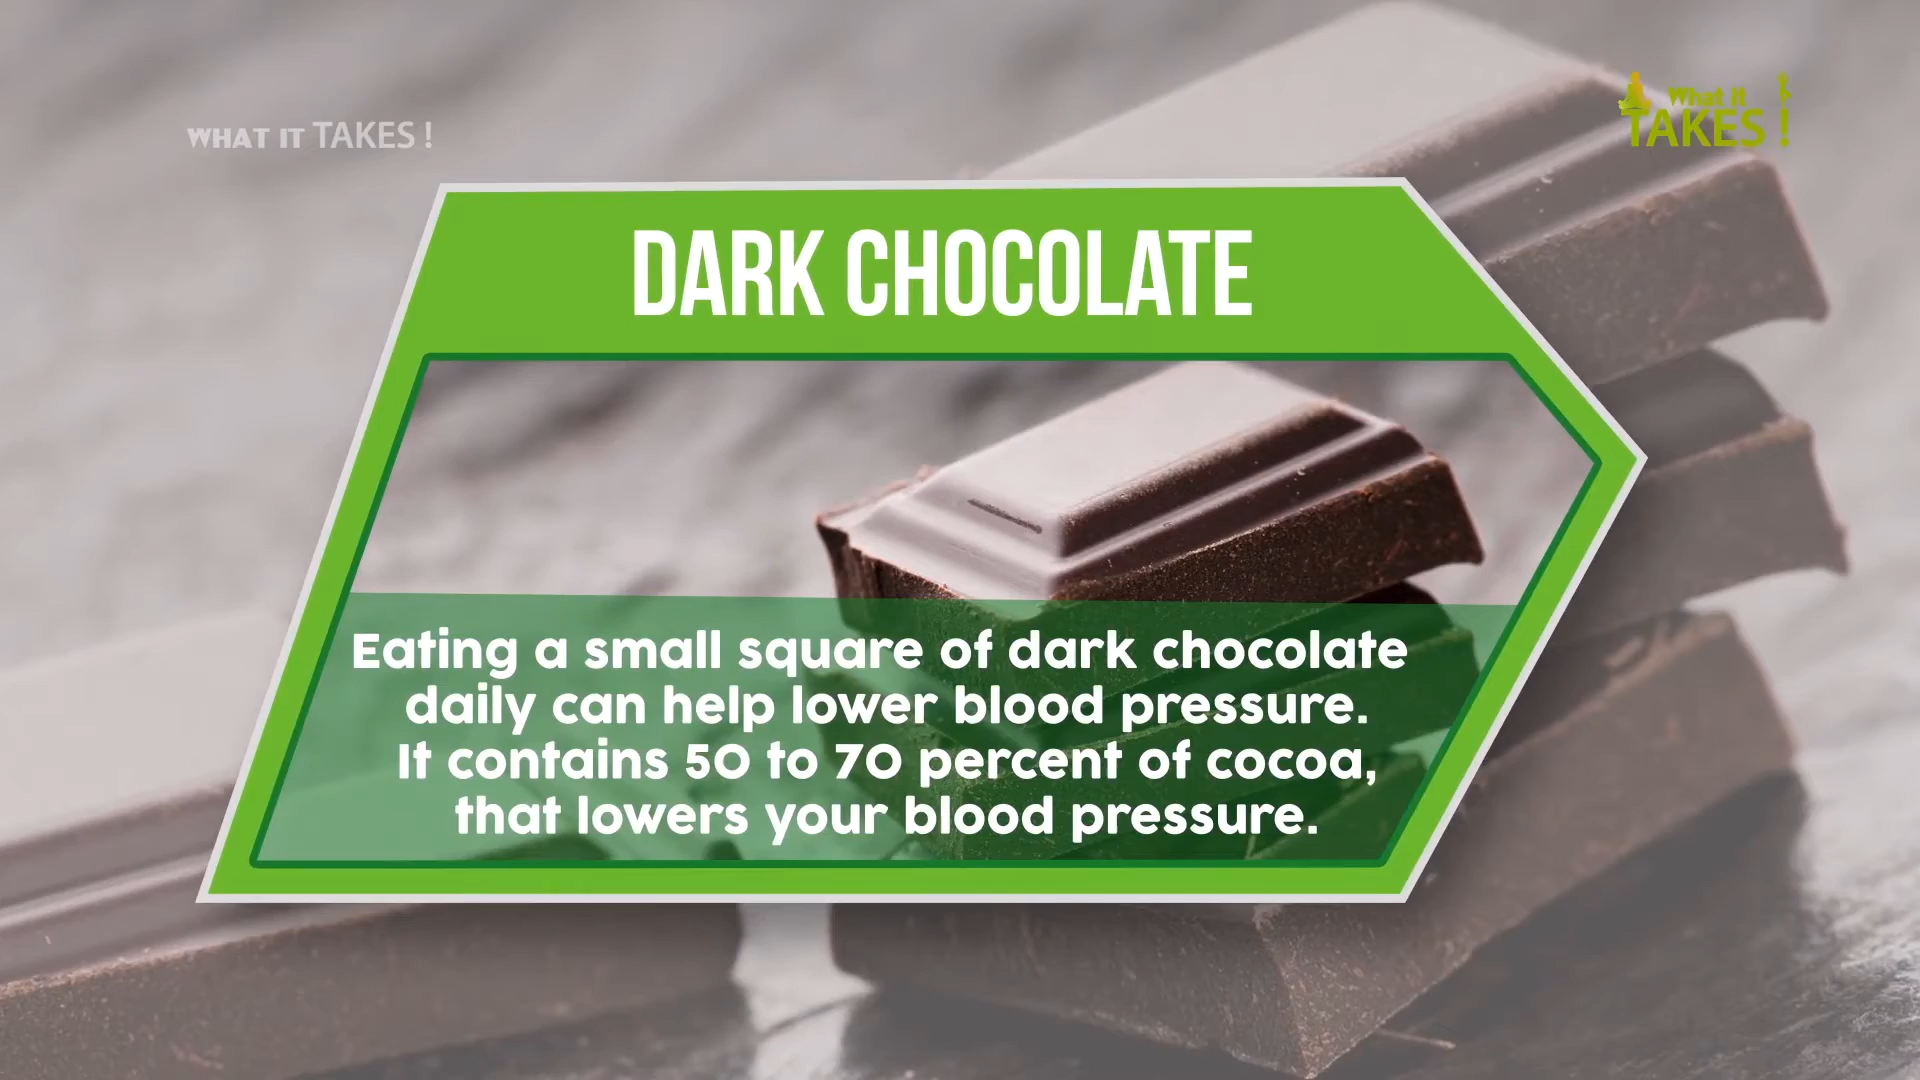 WHAT IT TAKES !
What it
TAKES !
DARK CHOCOLATE
Eating a small square of dark chocolate
daily can help lower blood pressure.
It contains 50 to 70 percent of cocoa,
that lowers your blood pressure.